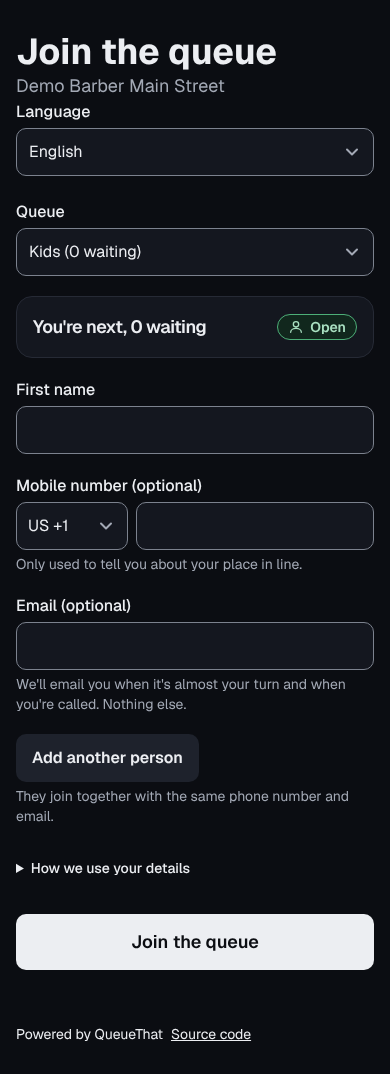 Join the queue
Demo Barber Main Street
Language
English
Queue
Kids (0 waiting)
You're next, 0 waiting
Open
First name
Mobile number (optional)
US +1
Only used to tell you about your place in line.
Email (optional)
We'll email you when it's almost your turn and when
you're called. Nothing else.
Add another person
They join together with the same phone number and
email.
How we use your details
Join the queue
Powered by QueueThat Source code